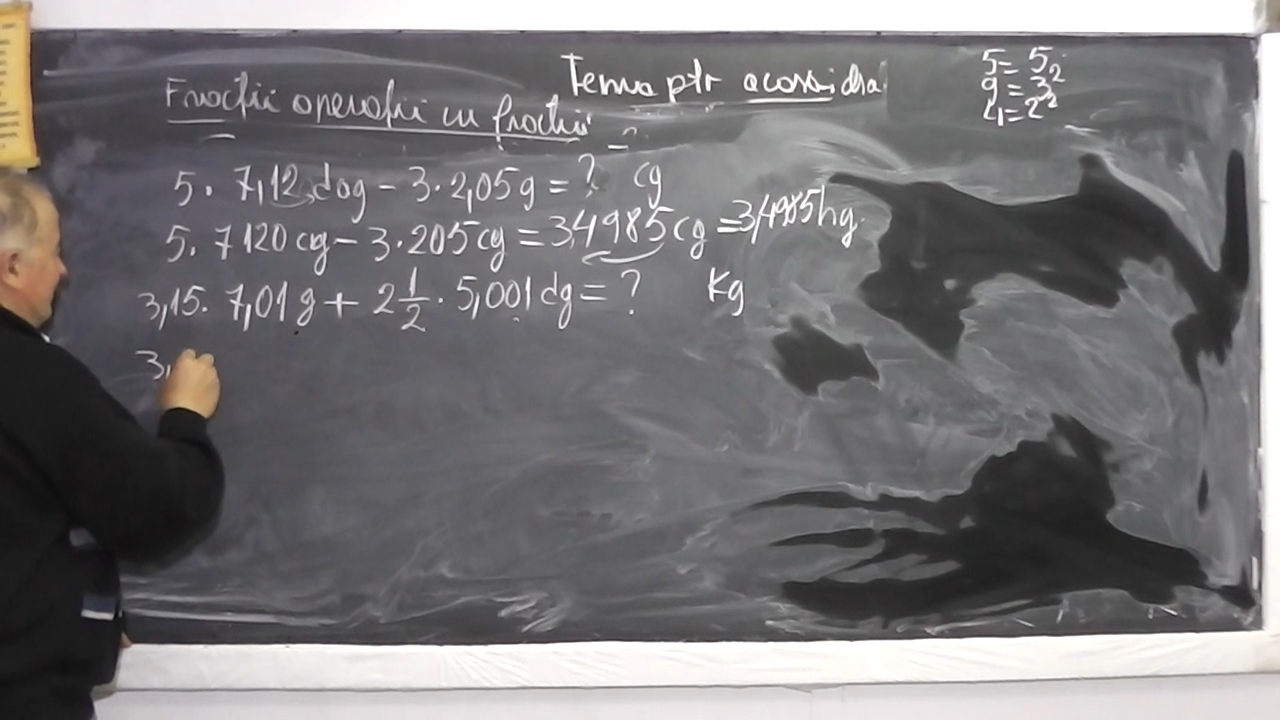 Tema ptr acasă
Fracții operații cu fracții
5 = 5
9 = 3²
4 = 2²
5 . 7,12 dag - 3 . 2,05 g = ? cg
5 . 7120 cg - 3 . 205 cg = 3,4985 cg = 3,4985 hg
3,15 . 7,01 g + 2 1/2 . 5,001 dg = ? Kg
3,